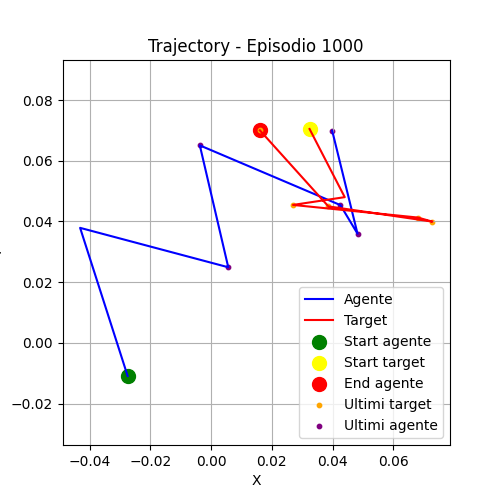 Trajectory - Episodio 1000
0.08
0.06
0.04
0.02
0.00
−0.02
−0.04
−0.02
0.00
0.02
0.04
0.06
X
Agente
Target
Start agente
Start target
End agente
Ultimi target
Ultimi agente